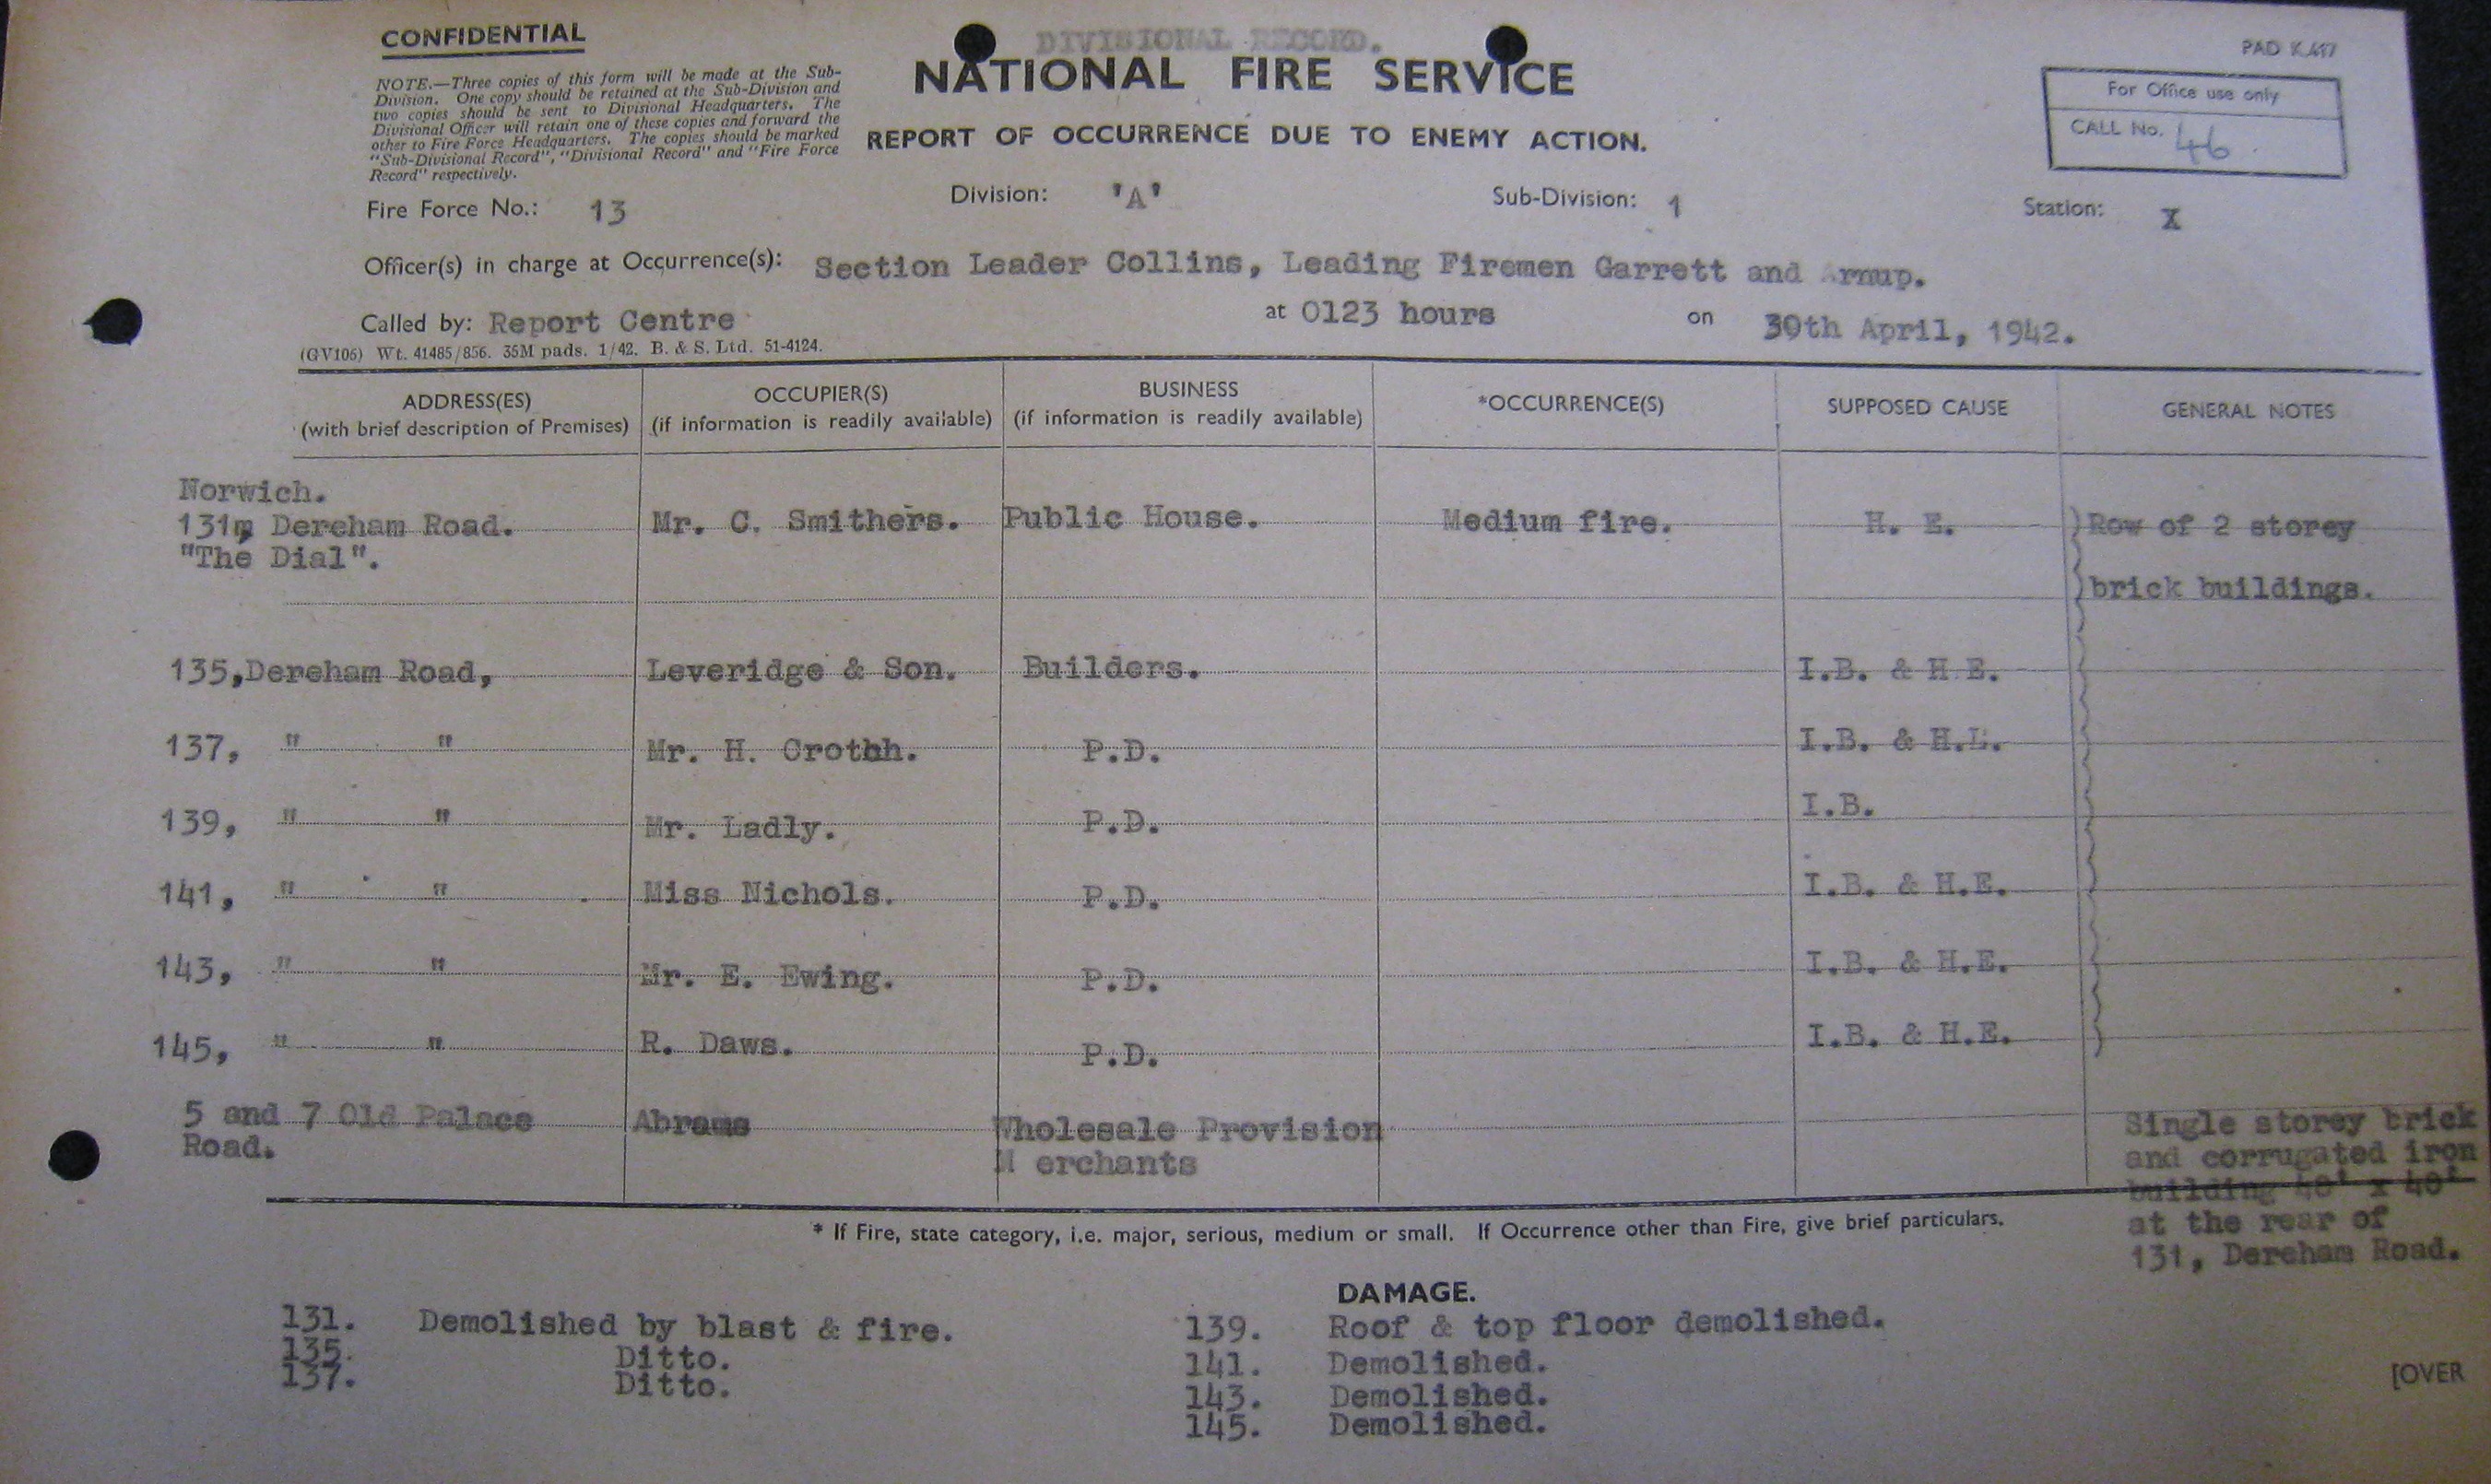 CONFIDENTIAL
DIVISIONAL RECORD.
NATIONAL FIRE SERVICE
REPORT OF OCCURRENCE DUE TO ENEMY ACTION.
NOTE.—Three copies of this form will be made at the Sub-
Division. One copy should be retained at the Sub-Division and
two copies should be sent to Divisional Headquarters. The
Divisional Officer will retain one of these copies and forward the
other to Fire Force Headquarters. The copies should be marked
"Sub-Divisional Record", "Divisional Record" and "Fire Force
Record" respectively.
PAD K.417
For Office use only
CALL No. 46
Fire Force No.: 13 Division: 'A' Sub-Division: 1 Station: X
Officer(s) in charge at Occurrence(s): Section Leader Collins, Leading Firemen Garrett and Arnup.
Called by: Report Centre at 0123 hours on 30th April, 1942.
(GV106) Wt. 41485/856. 35M pads. 1/42. B. & S. Ltd. 51-4124.
ADDRESS(ES) OCCUPIER(S) BUSINESS *OCCURRENCE(S) SUPPOSED CAUSE GENERAL NOTES
(with brief description of Premises) (if information is readily available) (if information is readily available)
Norwich.
131, Dereham Road. Mr. C. Smithers. Public House. Medium fire. H. E. Row of 2 storey
"The Dial".
brick buildings.
135, Dereham Road, Leveridge & Son. Builders. I.B. & H.E.
137, " " Mr. H. P.D. I.B. & H.E.
139, " " Mr. Ladly. P.D. I.B.
141, " " Miss Nichols. P.D. I.B. & H.E.
143, " " Mr. E. Ewing. P.D. I.B. & H.E.
145, " " R. Daws. P.D. I.B. & H.E.
5 and 7 Old Palace Abrams Wholesale Provision Single storey brick
Road. M erchants and corrugated iron
building 40' x 40'
at the rear of
131, Dereham Road.
* If Fire, state category, i.e. major, serious, medium or small. If Occurrence other than Fire, give brief particulars.
DAMAGE.
131. Demolished by blast & fire.
135. Ditto.
137. Ditto.
139. Roof & top floor demolished.
141. Demolished.
143. Demolished.
145. Demolished.
[OVER